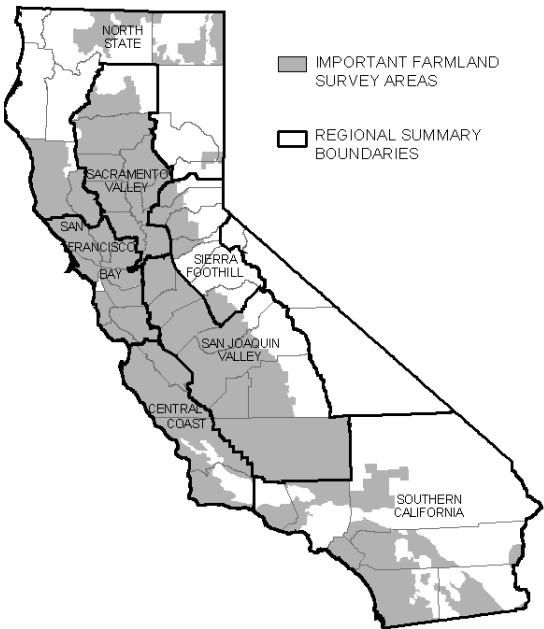 NORTH
STATE
IMPORTANT FARMLAND
SURVEY AREAS
REGIONAL SUMMARY
BOUNDARIES
SACRAMENTO
VALLEY
SAN
FRANCISCO
BAY
SIERRA
FOOTHILL
SAN JOAQUIN
VALLEY
CENTRAL
COAST
SOUTHERN
CALIFORNIA